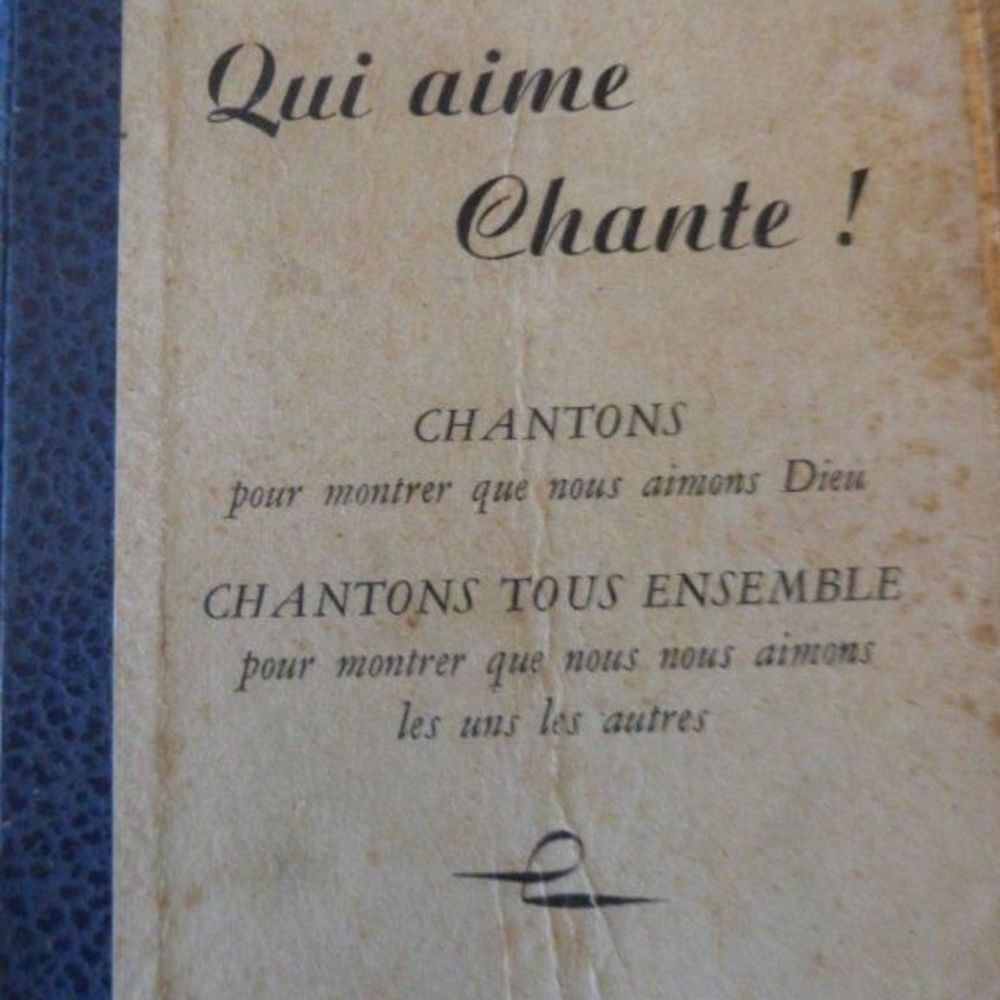 Qui aime
Chante !
CHANTONS
pour montrer que nous aimons Dieu
CHANTONS TOUS ENSEMBLE
pour montrer que nous nous aimons
les uns les autres